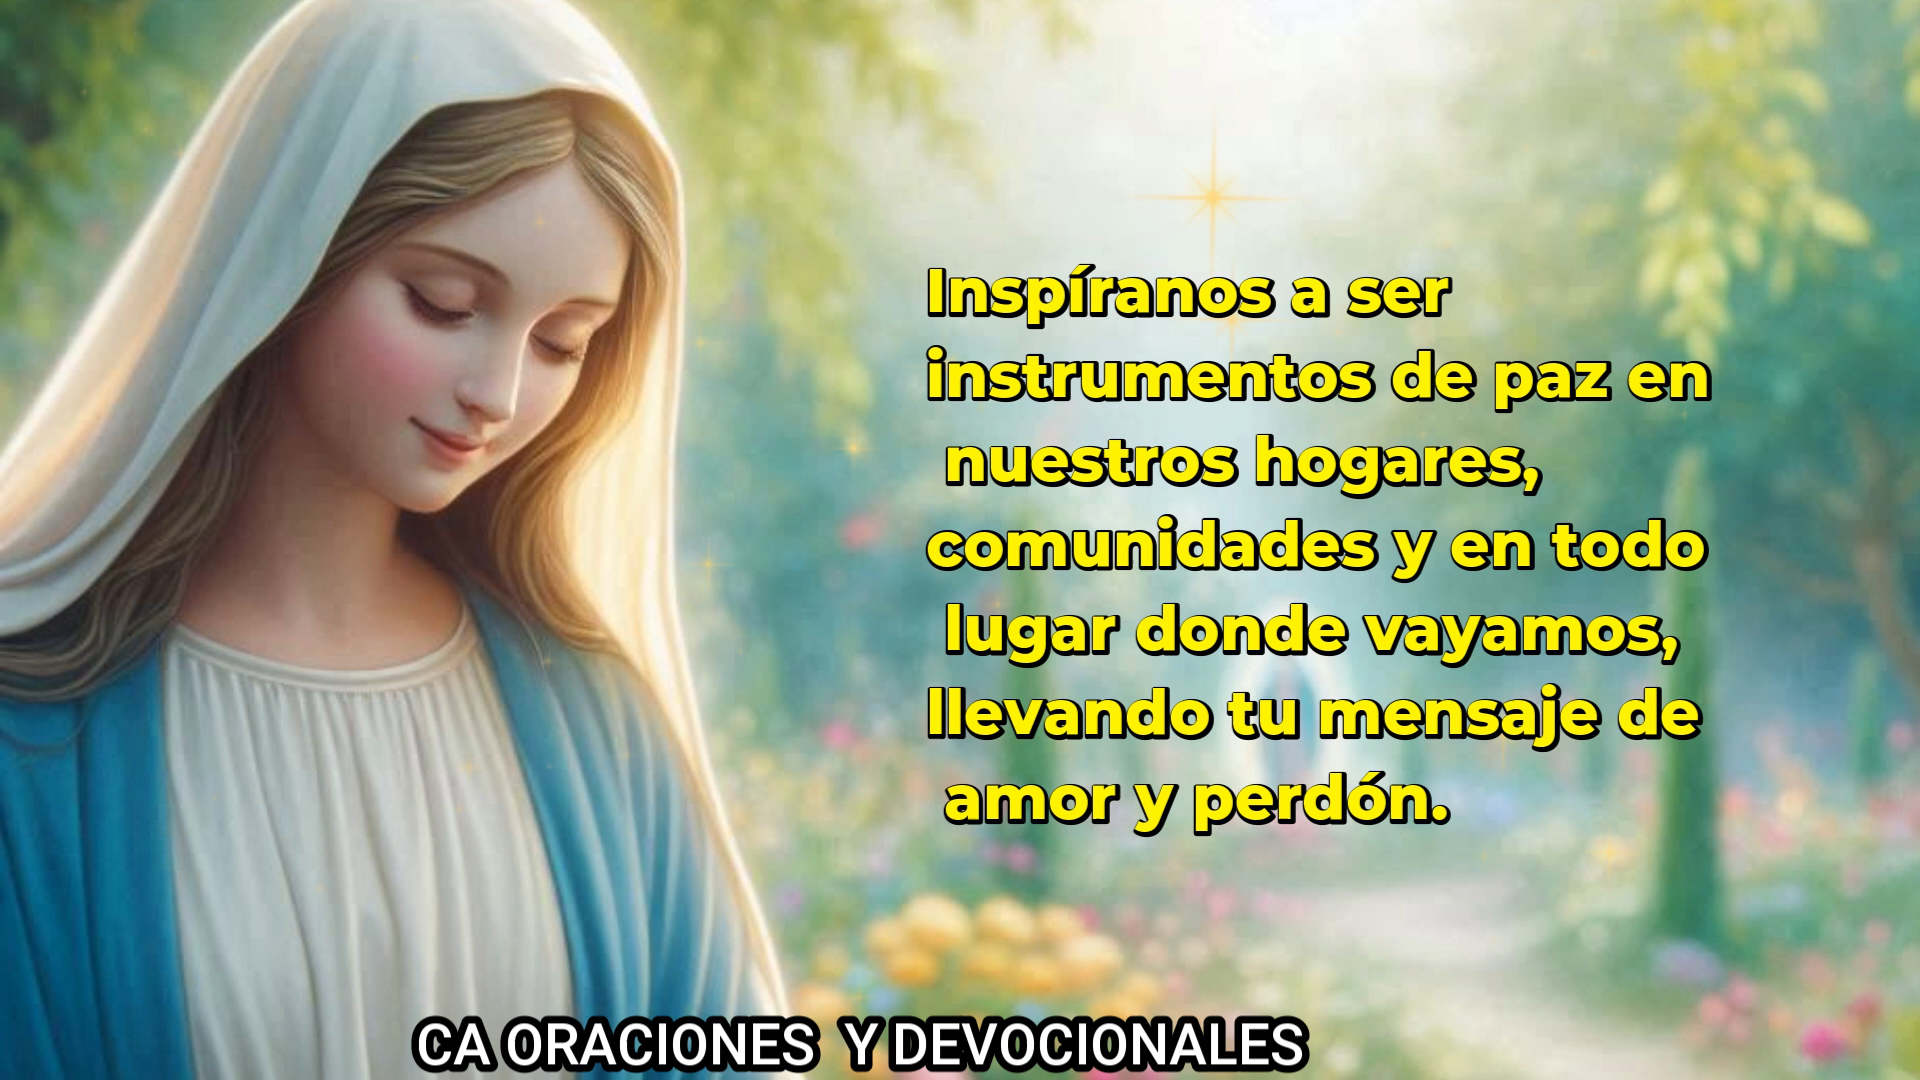 Inspíranos a ser
instrumentos de paz en
nuestros hogares,
comunidades y en todo
lugar donde vayamos,
llevando tu mensaje de
amor y perdón.
CA ORACIONES Y DEVOCIONALES